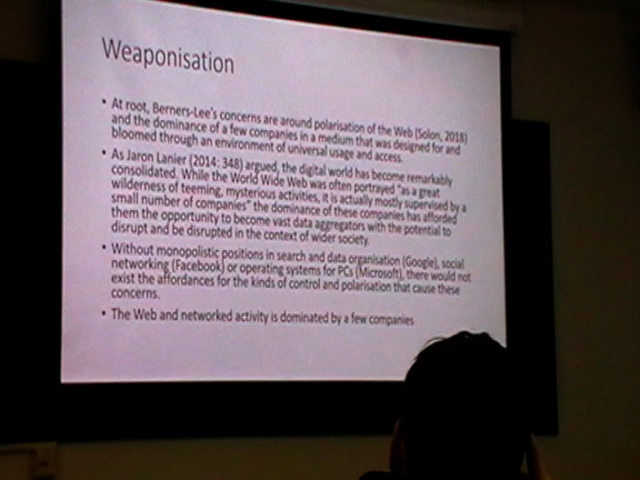 Weaponisation
• At root, Berners-Lee's concerns are around polarisation of the Web (Solon, 2018)
and the dominance of a few companies in a medium that was designed for and
bloomed through an environment of universal usage and access.
• As Jaron Lanier (2014: 348) argued, the digital world has become remarkably
consolidated. While the World Wide Web was often portrayed "as a great
wilderness of teeming, mysterious activities, it is actually mostly supervised by a
small number of companies" the dominance of these companies has afforded
them the opportunity to become vast data aggregators with the potential to
disrupt and be disrupted in the context of wider society.
• Without monopolistic positions in search and data organisation (Google), social
networking (Facebook) or operating systems for PCs (Microsoft), there would not
exist the affordances for the kinds of control and polarisation that cause these
concerns.
• The Web and networked activity is dominated by a few companies